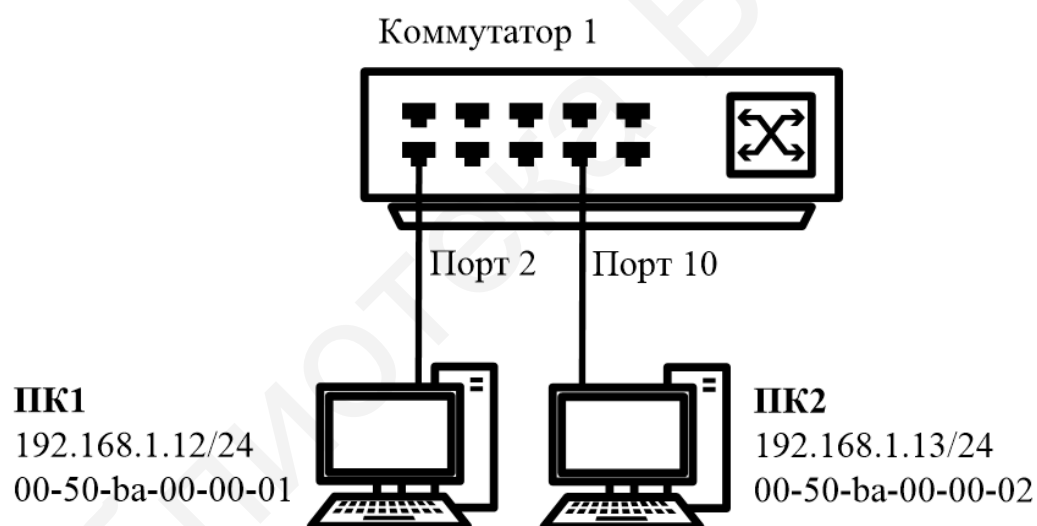 Коммутатор 1
Порт 2
Порт 10
ПК1
192.168.1.12/24
00-50-ba-00-00-01
ПК2
192.168.1.13/24
00-50-ba-00-00-02